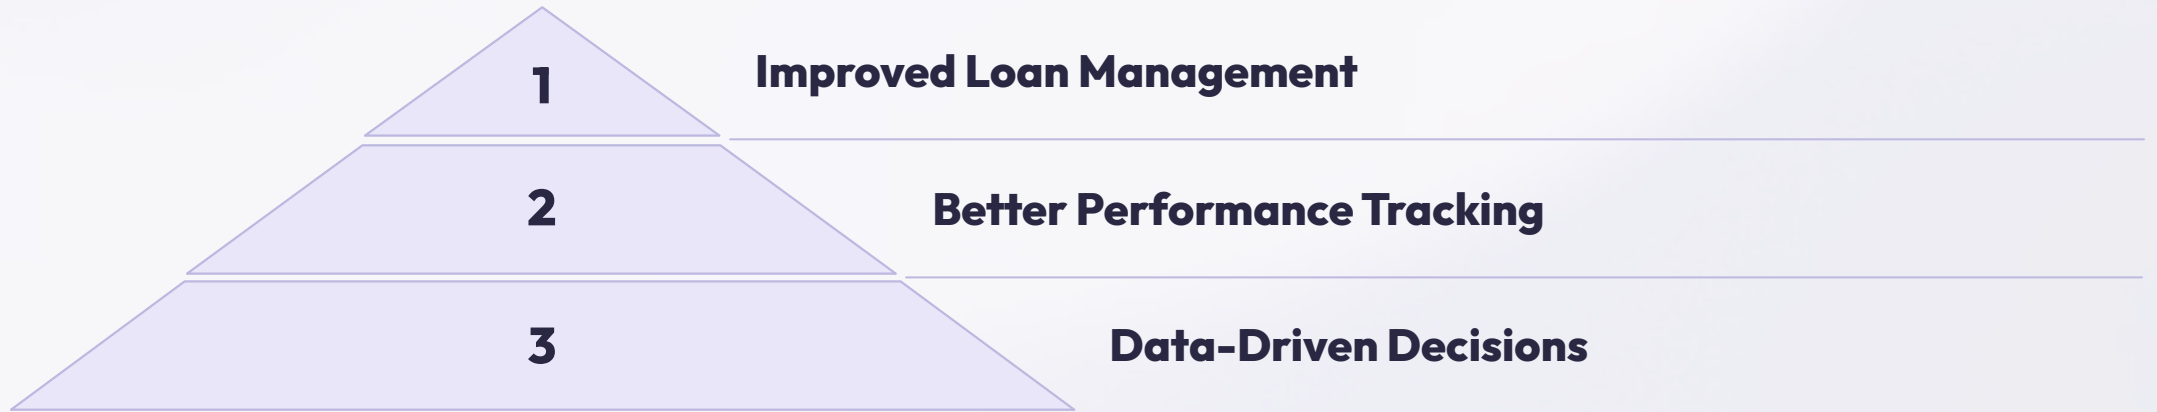 1
Improved Loan Management
2
Better Performance Tracking
3
Data-Driven Decisions